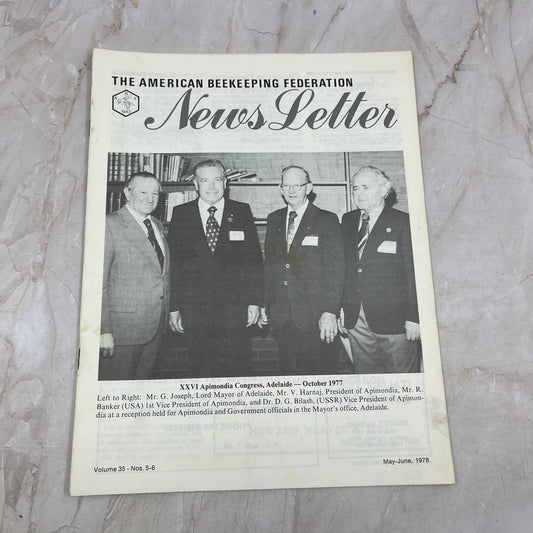 THE AMERICAN BEEKEEPING FEDERATION
News Letter
XXVI Apimondia Congress, Adelaide — October 1977
Left to Right: Mr. G. Joseph, Lord Mayor of Adelaide, Mr. V. Harnaj, President of Apimondia, Mr. R.
Banker (USA) 1st Vice President of Apimondia, and Dr. D. G. Bilash, (USSR) Vice President of Apimon-
dia at a reception held for Apimondia and Government officials in the Mayor's office, Adelaide.
Volume 35 - Nos. 5-6
May-June, 1978